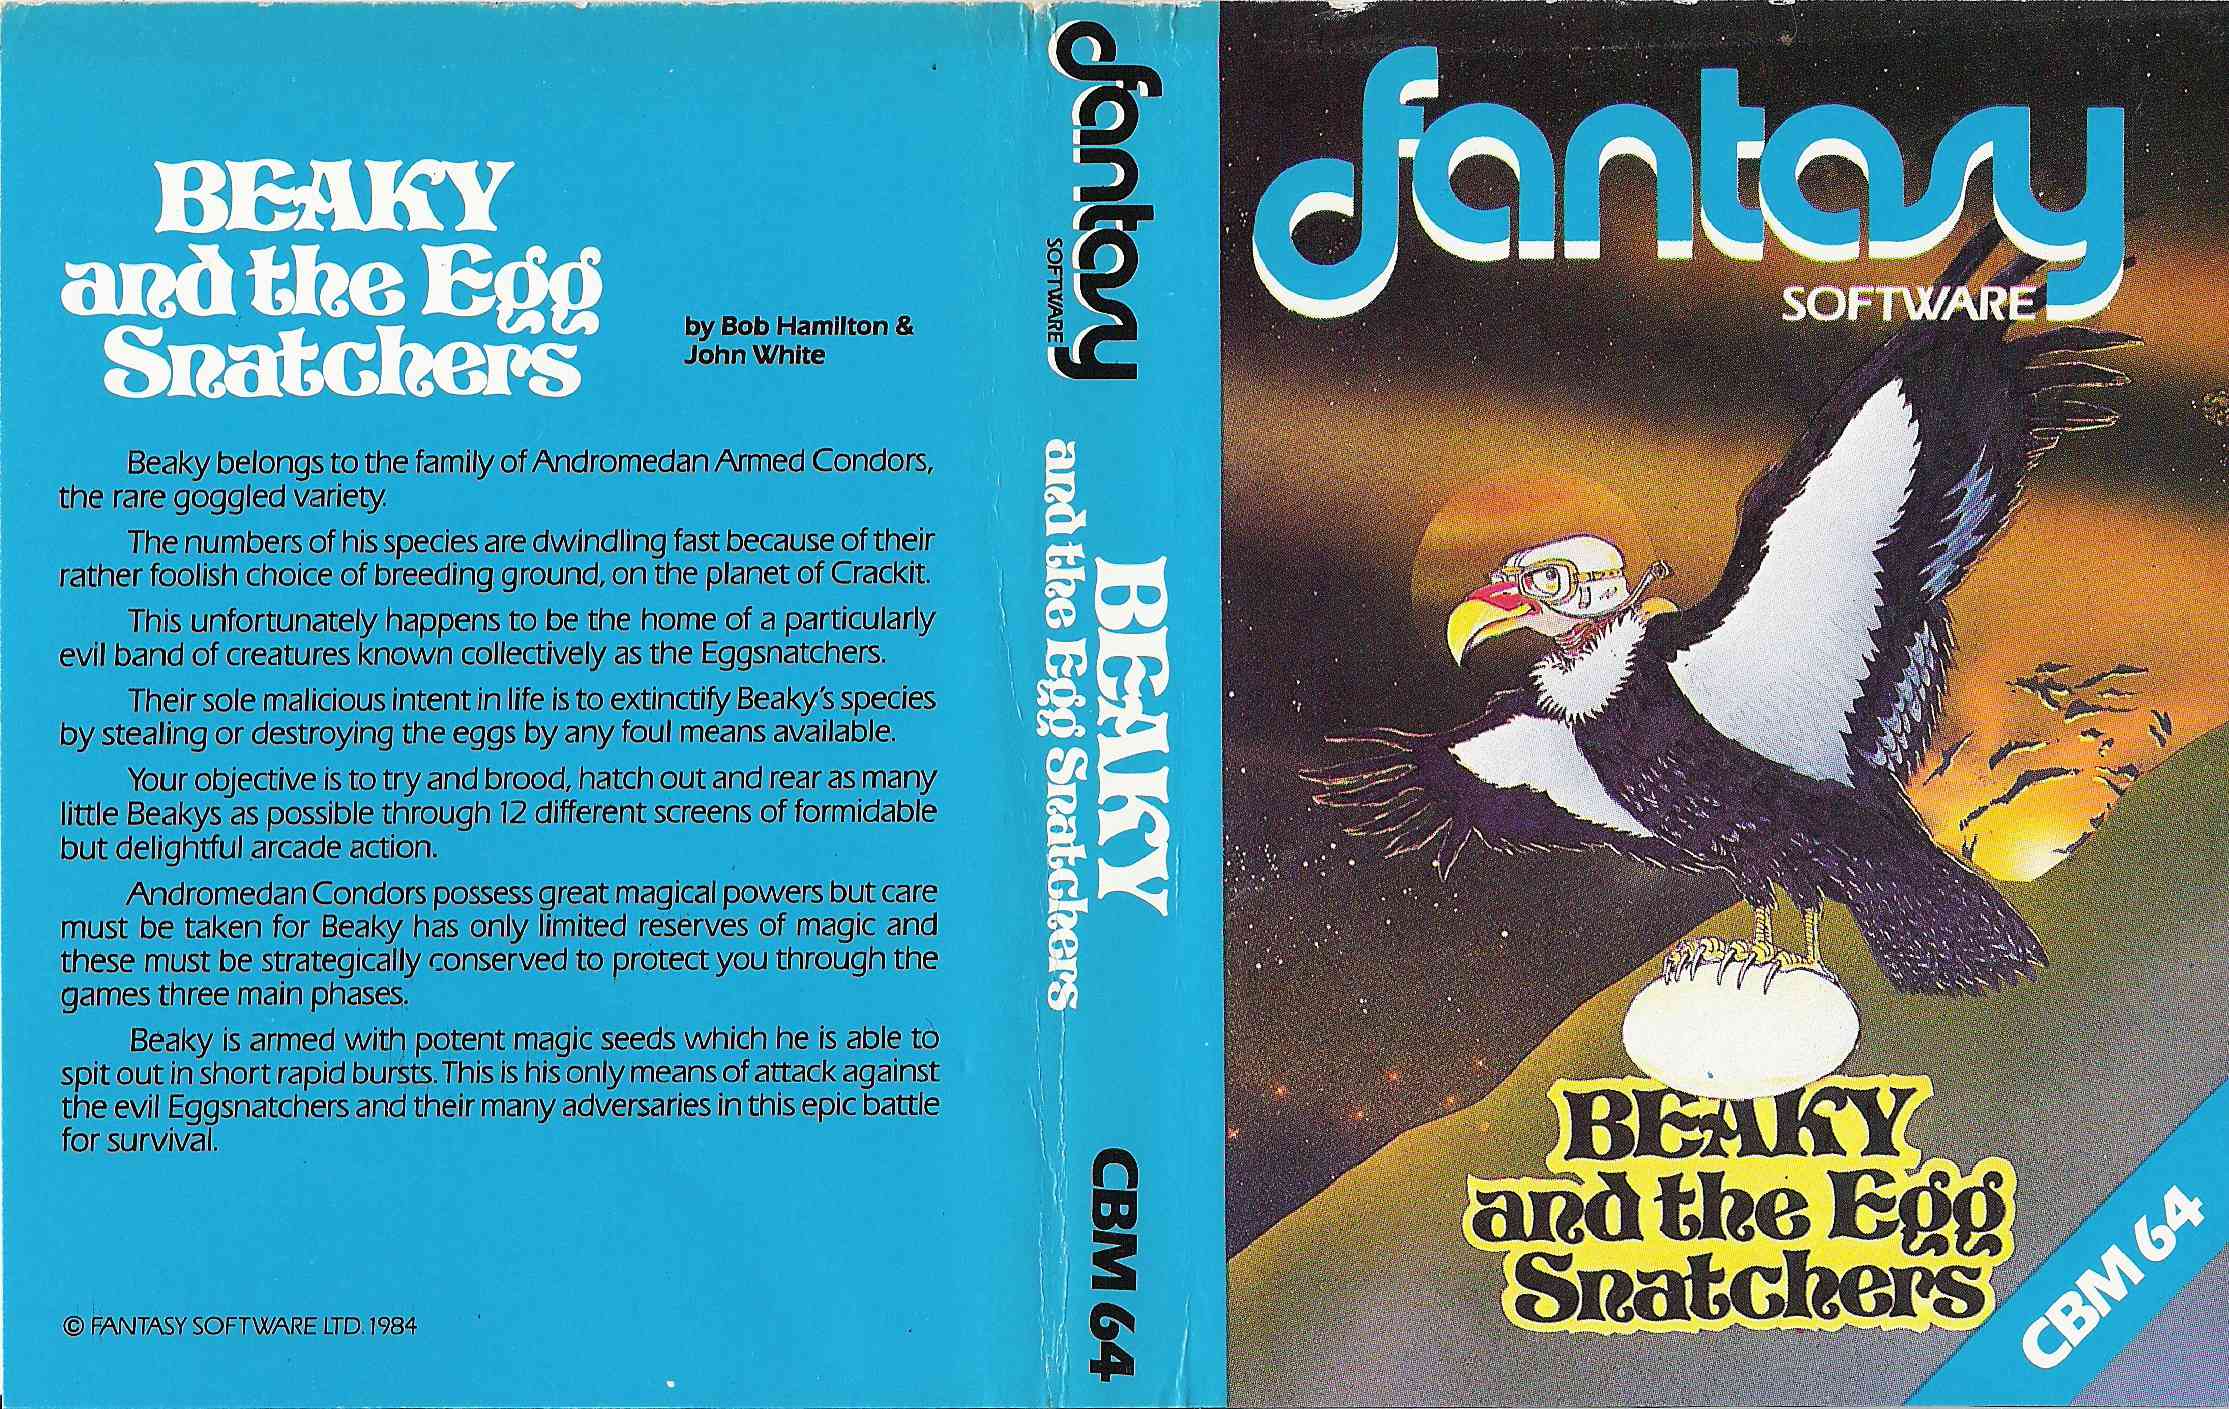 BEAKY
and the Egg
Snatchers
by Bob Hamilton &
John White
Beaky belongs to the family of Andromedan Armed Condors,
the rare goggled variety.
The numbers of his species are dwindling fast because of their
rather foolish choice of breeding ground, on the planet of Crackit.
This unfortunately happens to be the home of a particularly
evil band of creatures known collectively as the Eggsnatchers.
Their sole malicious intent in life is to extinctify Beaky's species
by stealing or destroying the eggs by any foul means available.
Your objective is to try and brood, hatch out and rear as many
little Beakys as possible through 12 different screens of formidable
but delightful arcade action.
Andromedan Condors possess great magical powers but care
must be taken for Beaky has only limited reserves of magic and
these must be strategically conserved to protect you through the
games three main phases.
Beaky is armed with potent magic seeds which he is able to
spit out in short rapid bursts. This is his only means of attack against
the evil Eggsnatchers and their many adversaries in this epic battle
for survival.
© FANTASY SOFTWARE LTD. 1984
fantasy
SOFTWARE
BEAKY
and the Egg Snatchers
CBM 64
fantasy
SOFTWARE
BEAKY
and the Egg
Snatchers
CBM 64